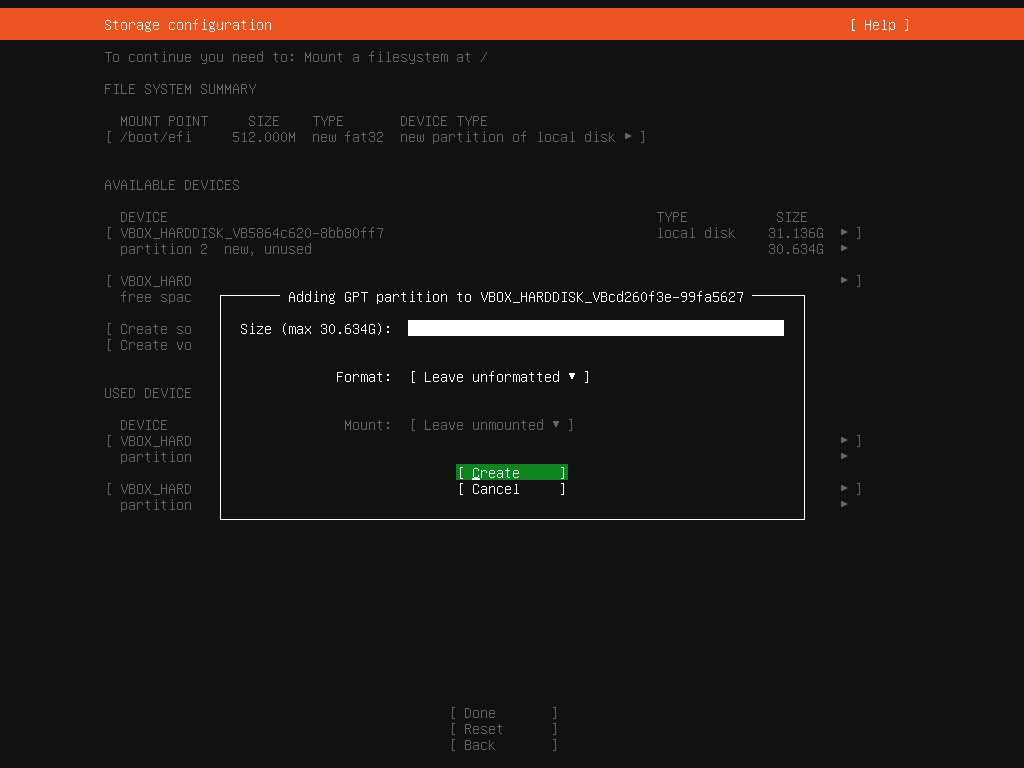 Storage configuration [ Help ]
To continue you need to: Mount a filesystem at /
FILE SYSTEM SUMMARY
MOUNT POINT SIZE TYPE DEVICE TYPE
[ /boot/efi 512.000M new fat32 new partition of local disk ▸ ]
AVAILABLE DEVICES
DEVICE TYPE SIZE
[ VBOX_HARDDISK_VB5864c620-8bb80ff7 local disk 31.136G ▸ ]
partition 2 new, unused 30.634G ▸
[ VBOX_HARD ▸ ]
free spac
[ Create so
[ Create vo
USED DEVICE
DEVICE
[ VBOX_HARD ▸ ]
partition ▸
[ VBOX_HARD ▸ ]
partition ▸
Adding GPT partition to VBOX_HARDDISK_VBcd260f3e-99fa5627
Size (max 30.634G):
Format: [ Leave unformatted ▾ ]
Mount: [ Leave unmounted ▾ ]
[ Create ]
[ Cancel ]
[ Done ]
[ Reset ]
[ Back ]